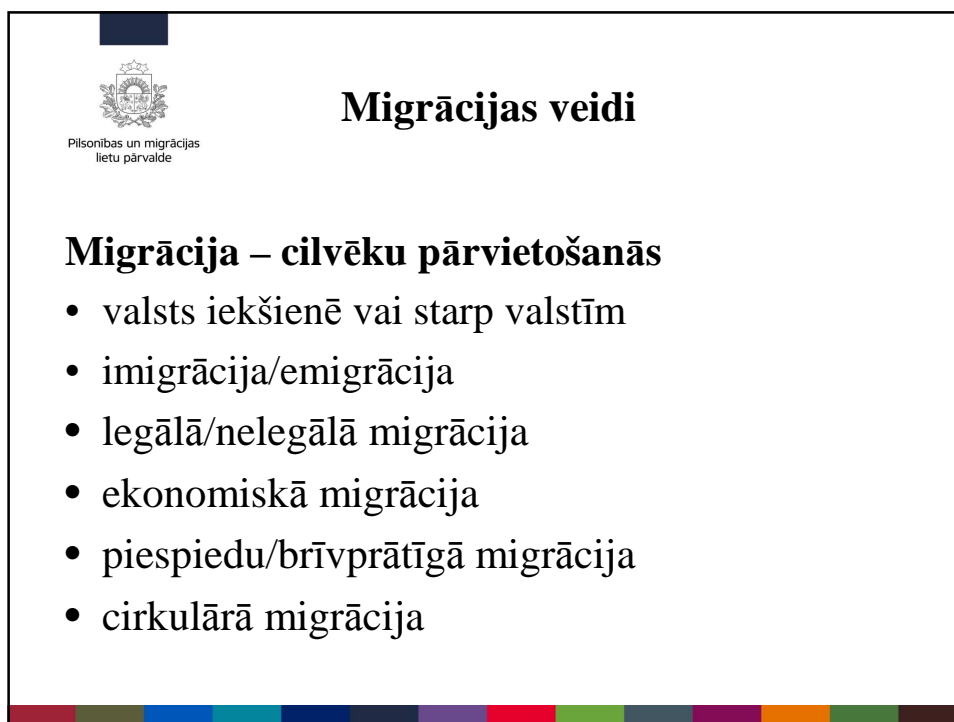 Pilsonības un migrācijas
lietu pārvalde
Migrācijas veidi
Migrācija – cilvēku pārvietošanās
• valsts iekšienē vai starp valstīm
• imigrācija/emigrācija
• legālā/nelegālā migrācija
• ekonomiskā migrācija
• piespiedu/brīvprātīgā migrācija
• cirkulārā migrācija